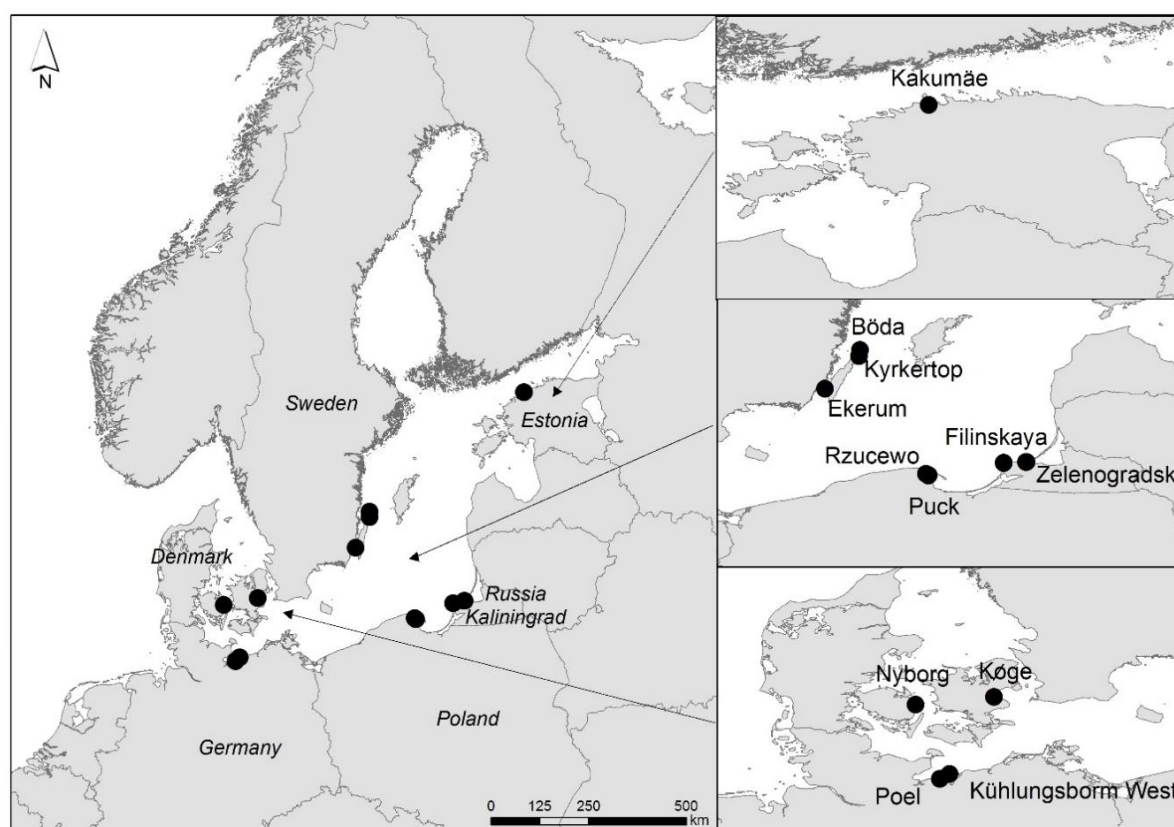 N
Sweden
Estonia
Denmark
Russia
Kaliningrad
Poland
Germany
0 125 250 500
km
Kakumäe
Böda
Kyrkertop
Ekerum
Filinskaya
Rzucewo
Zelenogradsk
Puck
Nyborg
Køge
Poel
Kühlungsborm West